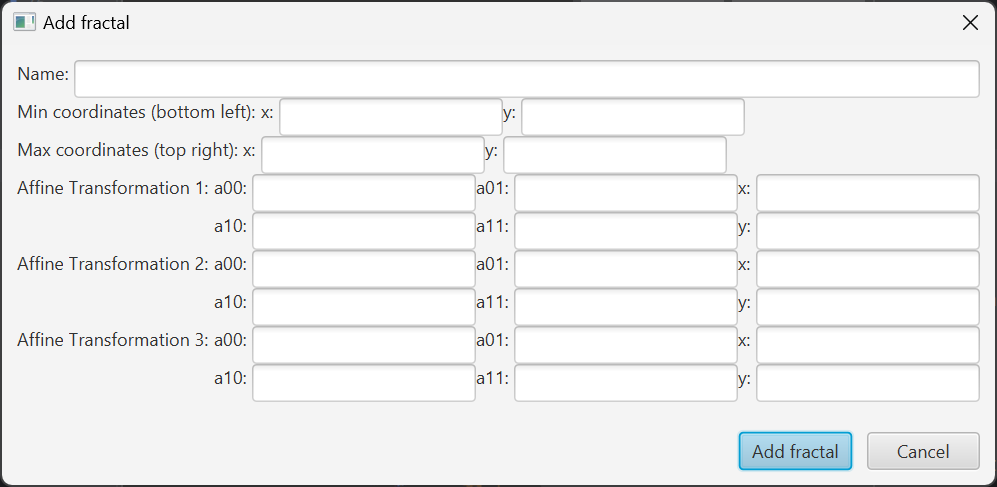 Add fractal
Name:
Min coordinates (bottom left): x: y:
Max coordinates (top right): x: y:
Affine Transformation 1: a00: a01: x:
a10: a11: y:
Affine Transformation 2: a00: a01: x:
a10: a11: y:
Affine Transformation 3: a00: a01: x:
a10: a11: y:
Add fractal Cancel